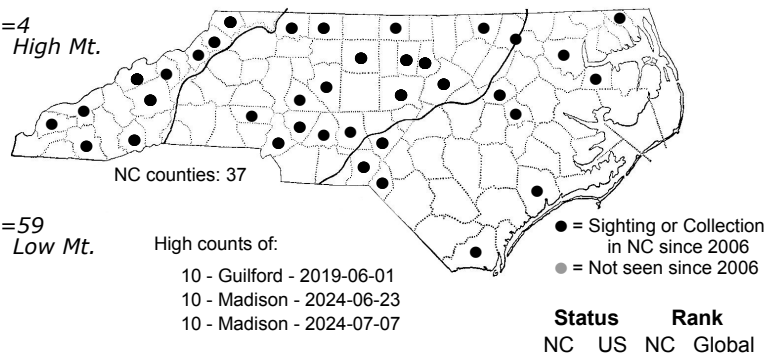 =4
High Mt.
NC counties: 37
=59
Low Mt.
High counts of:
10 - Guilford - 2019-06-01
10 - Madison - 2024-06-23
10 - Madison - 2024-07-07
● = Sighting or Collection
in NC since 2006
● = Not seen since 2006
Status Rank
NC US NC Global